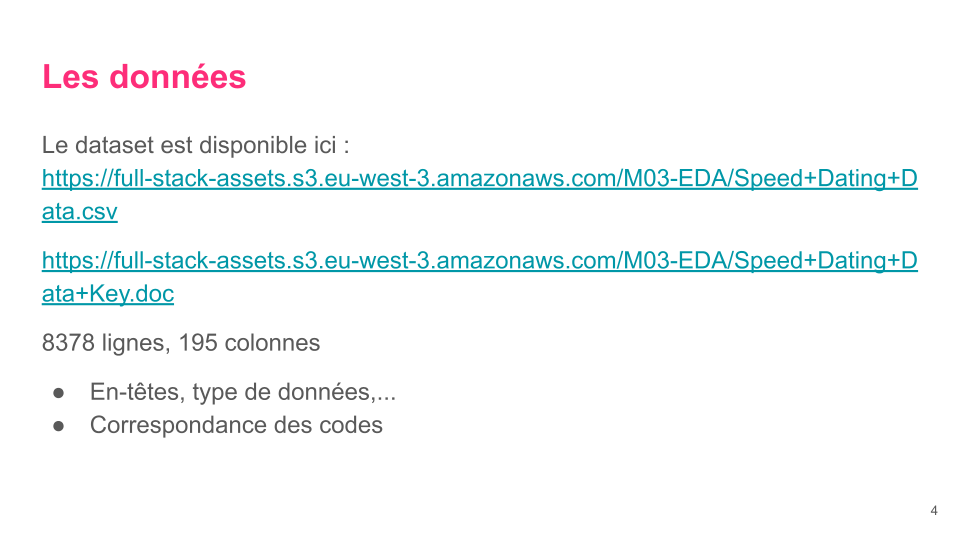 Les données
Le dataset est disponible ici :
https://full-stack-assets.s3.eu-west-3.amazonaws.com/M03-EDA/Speed+Dating+D
ata.csv
https://full-stack-assets.s3.eu-west-3.amazonaws.com/M03-EDA/Speed+Dating+D
ata+Key.doc
8378 lignes, 195 colonnes
● En-têtes, type de données,...
● Correspondance des codes
4